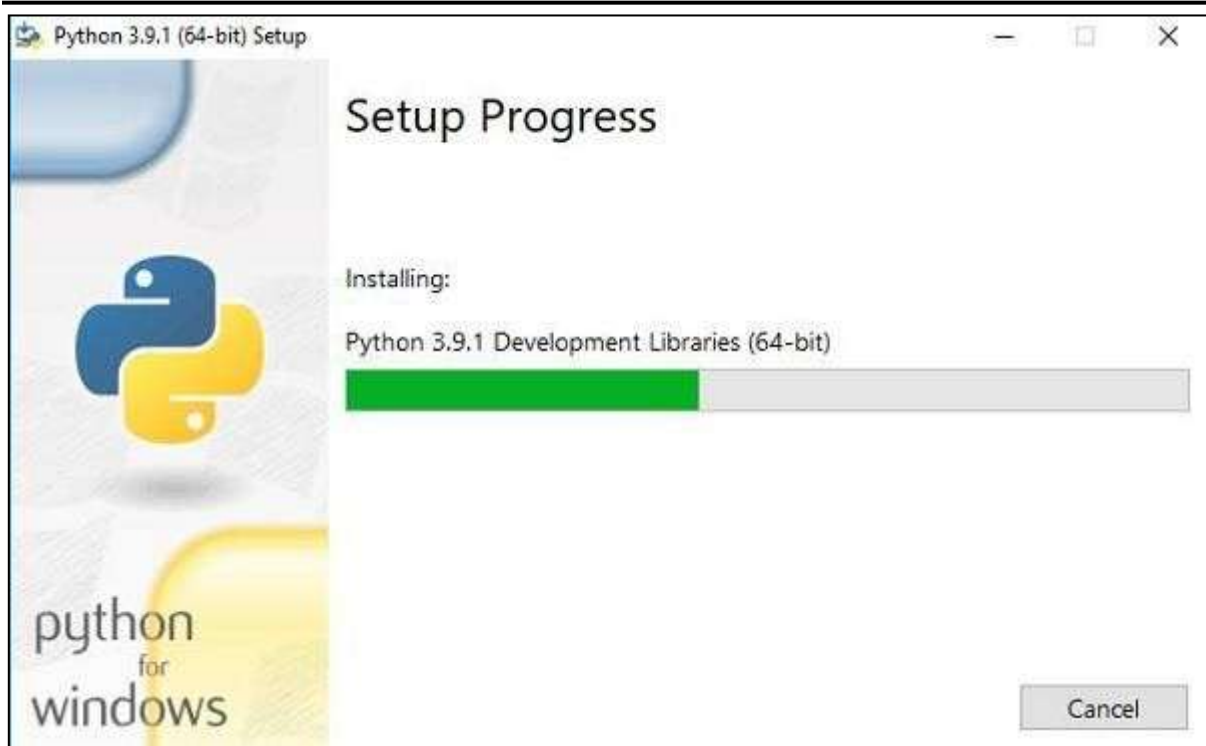 Python 3.9.1 (64-bit) Setup
Setup Progress
Installing:
Python 3.9.1 Development Libraries (64-bit)
python
for
windows
Cancel